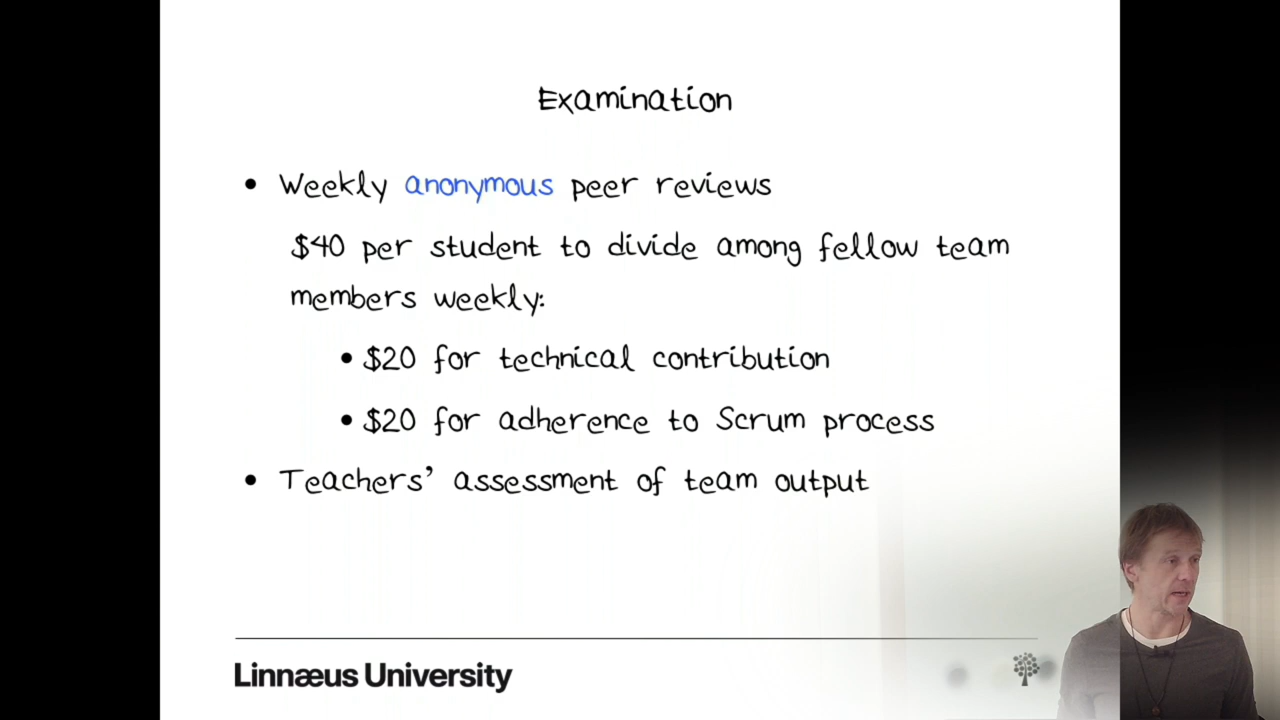 Examination
• Weekly anonymous peer reviews
$40 per student to divide among fellow team
members weekly:
• $20 for technical contribution
• $20 for adherence to Scrum process
• Teachers’ assessment of team output
Linnæus University